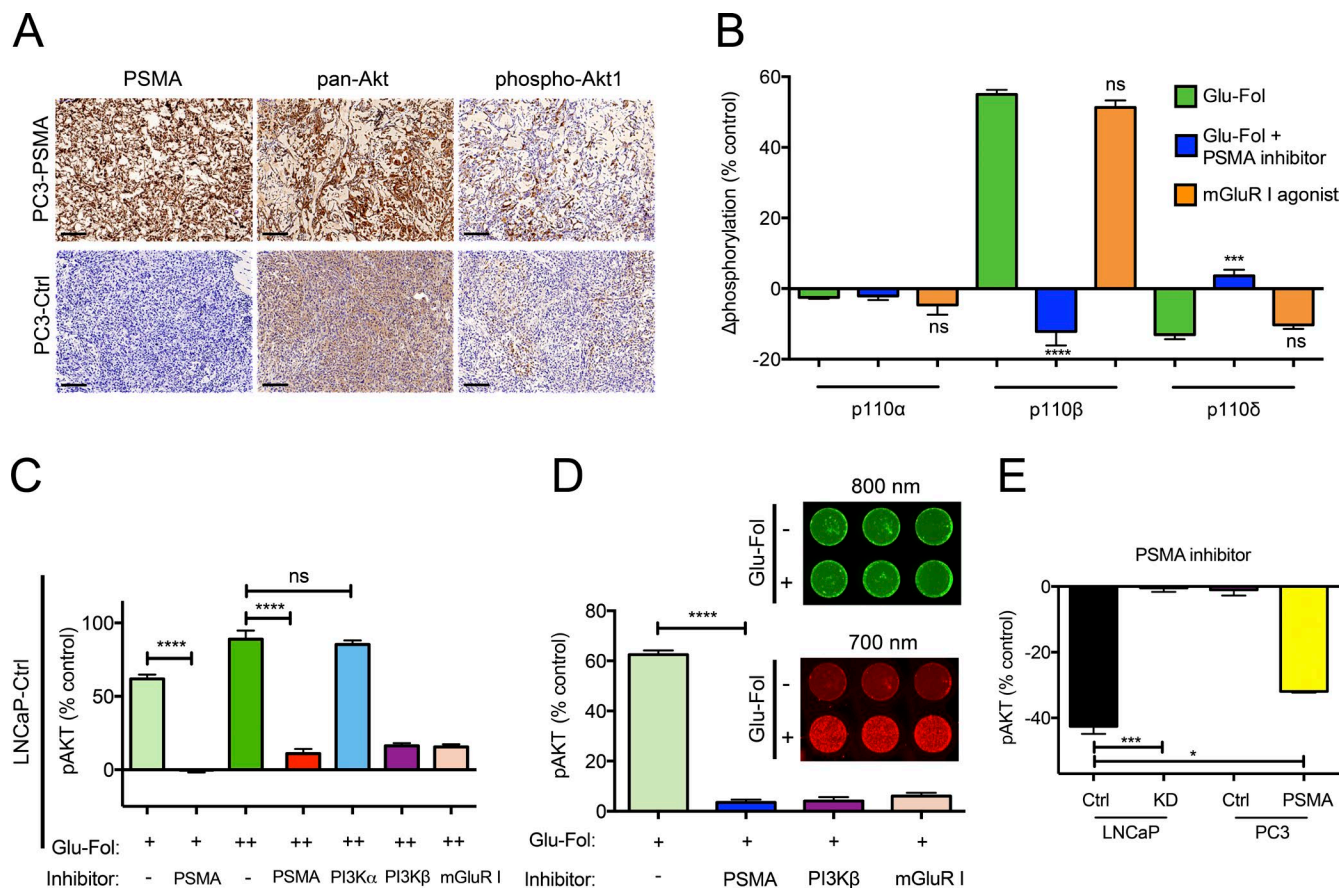 A
PSMA
pan-Akt
phospho-Akt1
PC3-PSMA
PC3-Ctrl
B
Δphosphorylation (% control)
60
40
20
0
-20
ns
****
***
ns
ns
p110α
p110β
p110δ
Glu-Fol
Glu-Fol +
PSMA inhibitor
mGluR I agonist
C
LNCaP-Ctrl
pAKT (% control)
100
50
0
****
****
ns
Glu-Fol: + + ++ ++ ++ ++ ++
Inhibitor: - PSMA - PSMA PI3Kα PI3Kβ mGluR I
D
pAKT (% control)
80
60
40
20
0
****
800 nm
Glu-Fol
-
+
700 nm
Glu-Fol
-
+
Glu-Fol: + + + +
Inhibitor: - PSMA PI3Kβ mGluR I
E
PSMA inhibitor
pAKT (% control)
0
-20
-40
***
*
Ctrl KD Ctrl PSMA
LNCaP PC3